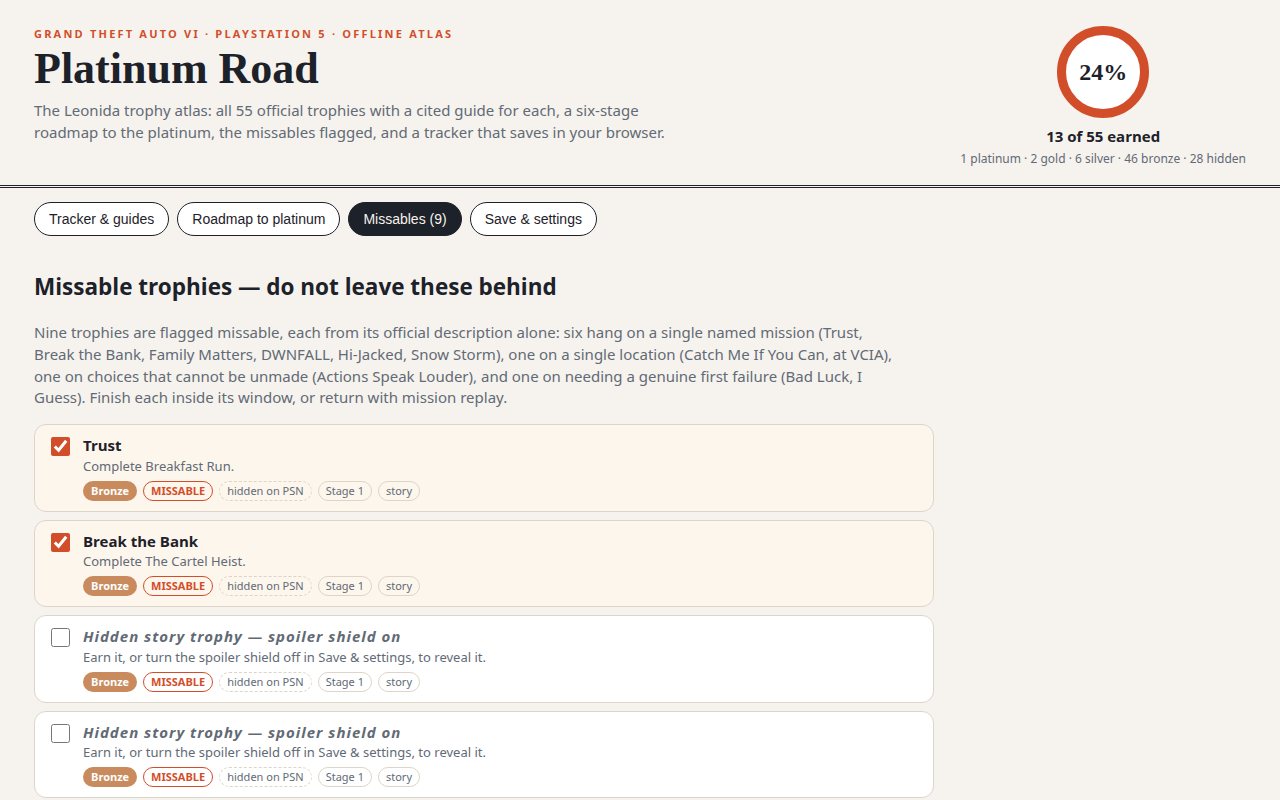 GRAND THEFT AUTO VI · PLAYSTATION 5 · OFFLINE ATLAS
Platinum Road
The Leonida trophy atlas: all 55 official trophies with a cited guide for each, a six-stage
roadmap to the platinum, the missables flagged, and a tracker that saves in your browser.
24%
13 of 55 earned
1 platinum · 2 gold · 6 silver · 46 bronze · 28 hidden
Tracker & guides
Roadmap to platinum
Missables (9)
Save & settings
Missable trophies — do not leave these behind
Nine trophies are flagged missable, each from its official description alone: six hang on a single named mission (Trust,
Break the Bank, Family Matters, DWNFALL, Hi-Jacked, Snow Storm), one on a single location (Catch Me If You Can, at VCIA),
one on choices that cannot be unmade (Actions Speak Louder), and one on needing a genuine first failure (Bad Luck, I
Guess). Finish each inside its window, or return with mission replay.
Trust
Complete Breakfast Run.
Bronze MISSABLE hidden on PSN Stage 1 story
Break the Bank
Complete The Cartel Heist.
Bronze MISSABLE hidden on PSN Stage 1 story
Hidden story trophy — spoiler shield on
Earn it, or turn the spoiler shield off in Save & settings, to reveal it.
Bronze MISSABLE hidden on PSN Stage 1 story
Hidden story trophy — spoiler shield on
Earn it, or turn the spoiler shield off in Save & settings, to reveal it.
Bronze MISSABLE hidden on PSN Stage 1 story